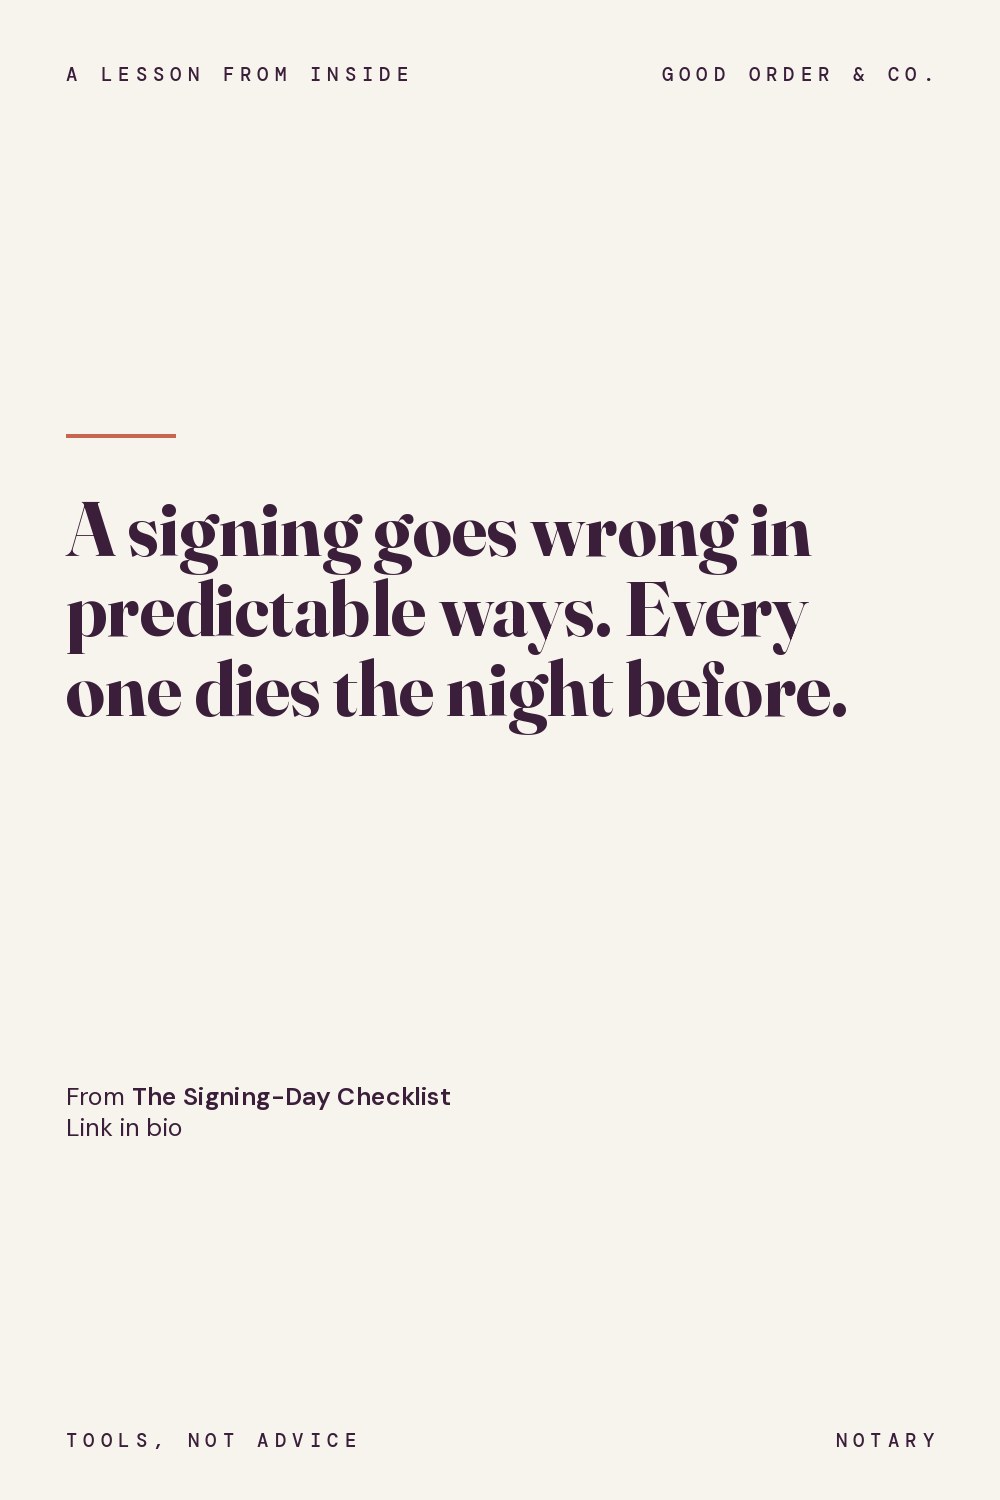 A LESSON FROM INSIDE
GOOD ORDER & CO.
A signing goes wrong in
predictable ways. Every
one dies the night before.
From The Signing-Day Checklist
Link in bio
TOOLS, NOT ADVICE
NOTARY